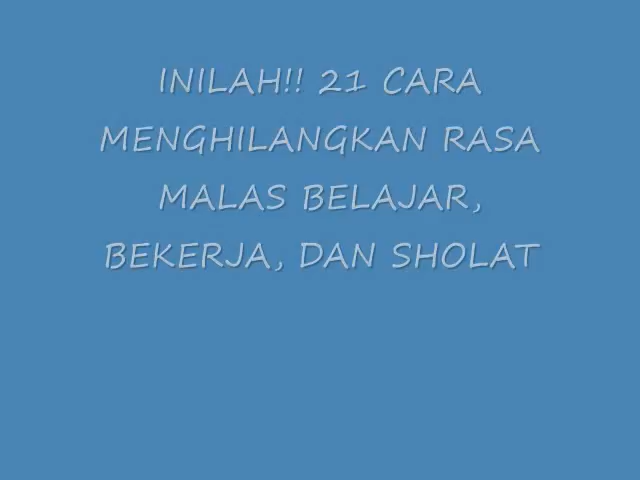 INILAH!! 21 CARA
MENGHILANGKAN RASA
MALAS BELAJAR,
BEKERJA, DAN SHOLAT